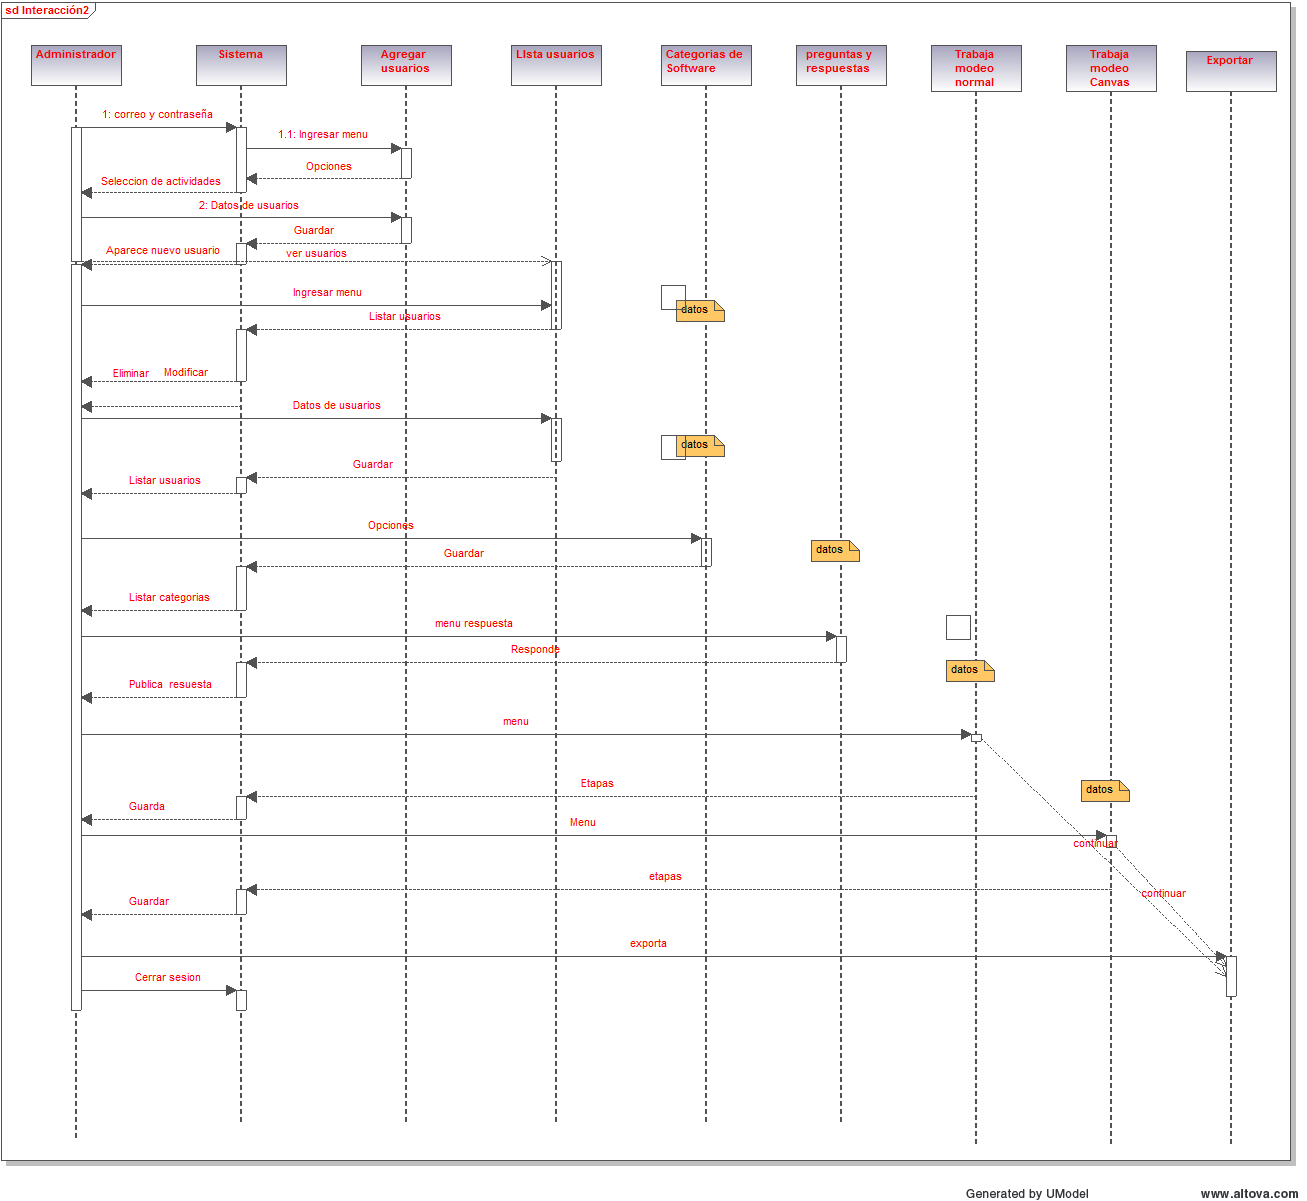 sd Interacción2
Administrador
Sistema
Agregar
usuarios
LIsta usuarios
Categorias de
Software
preguntas y
respuestas
Trabaja
modeo
normal
Trabaja
modeo
Canvas
Exportar
1: correo y contraseña
1.1: Ingresar menu
Opciones
Seleccion de actividades
2: Datos de usuarios
Guardar
Aparece nuevo usuario
ver usuarios
Ingresar menu
datos
Listar usuarios
Eliminar
Modificar
Datos de usuarios
datos
Guardar
Listar usuarios
Opciones
Guardar
datos
Listar categorias
menu respuesta
Responde
datos
Publica  resuesta
menu
Etapas
datos
Guarda
Menu
continuar
etapas
continuar
Guardar
exporta
Cerrar sesion
Generated by UModel
www.altova.com